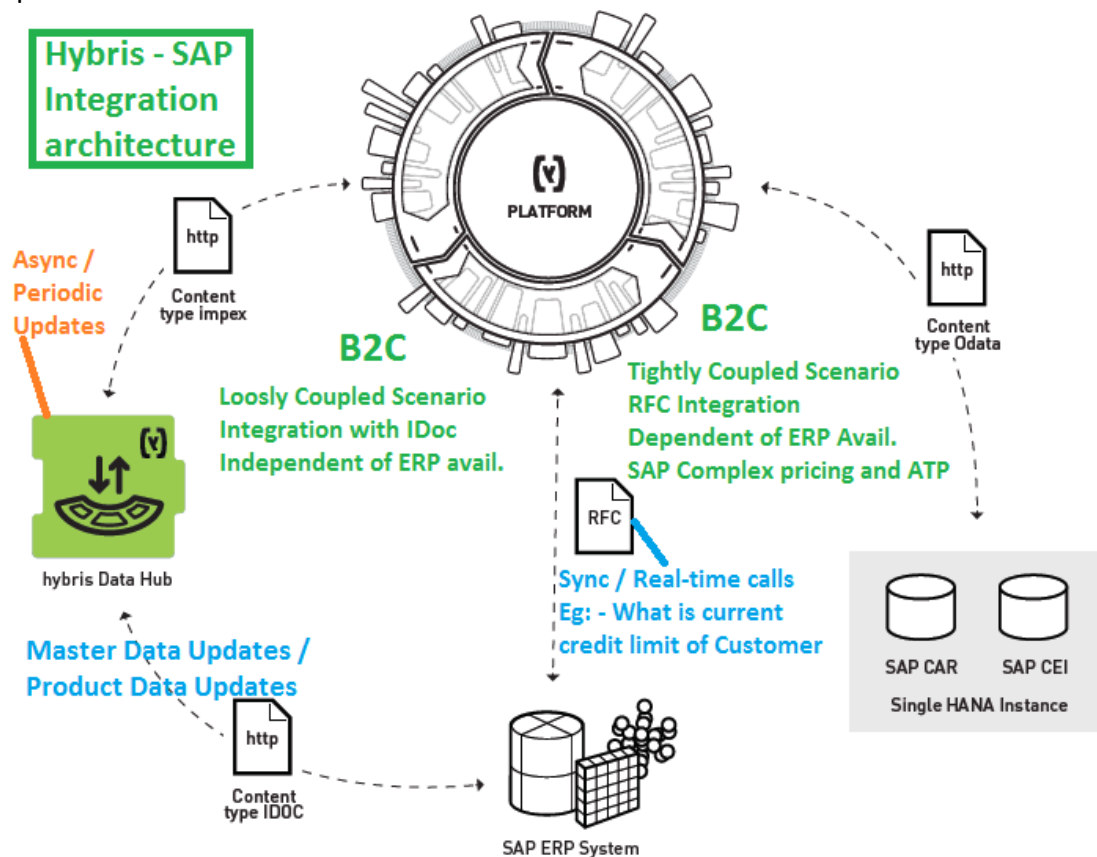 Hybris - SAP
Integration
architecture
PLATFORM
http
Content
type impex
Async /
Periodic
Updates
http
Content
type Odata
B2C
Loosly Coupled Scenario
Integration with IDoc
Independent of ERP avail.
B2C
Tightly Coupled Scenario
RFC Integration
Dependent of ERP Avail.
SAP Complex pricing and ATP
hybris Data Hub
RFC
Sync / Real-time calls
Eg: - What is current
credit limit of Customer
SAP CAR
SAP CEI
Single HANA Instance
Master Data Updates /
Product Data Updates
http
Content
type IDOC
SAP ERP System